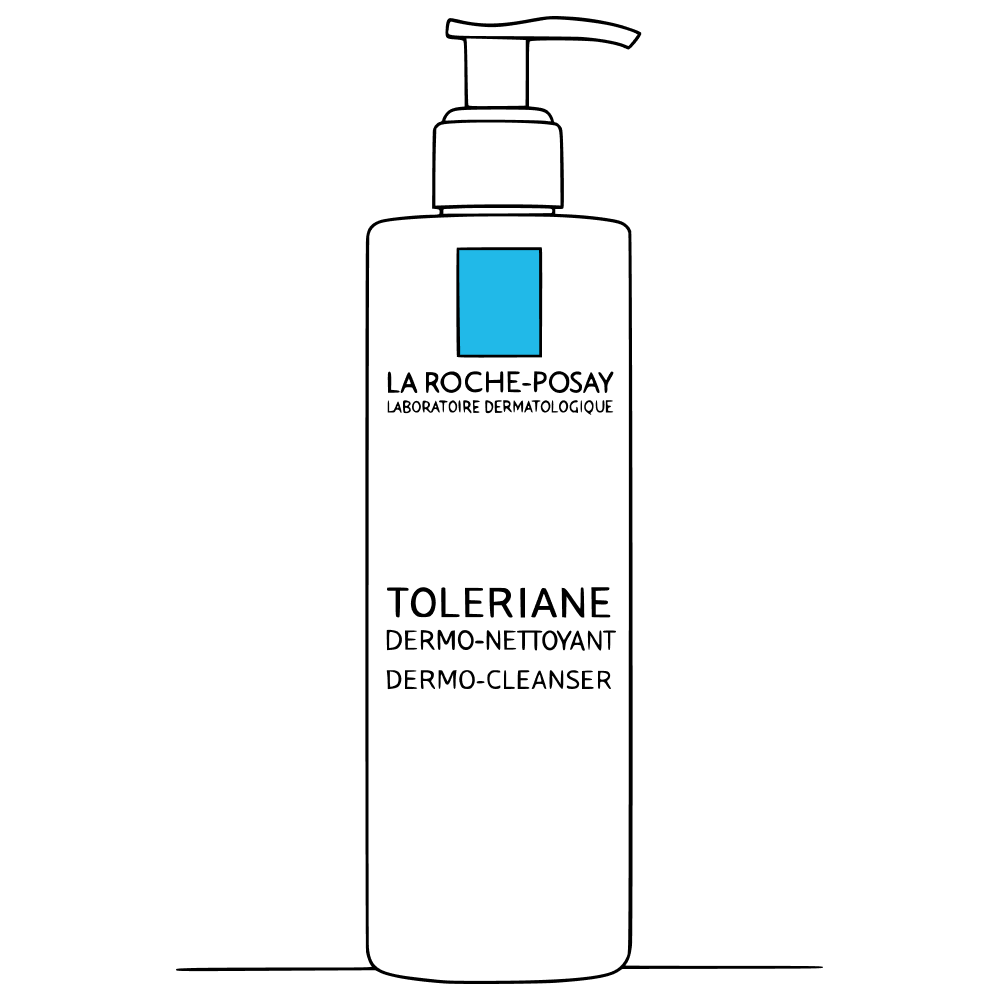 LA ROCHE-POSAY
LABORATOIRE DERMATOLOGIQUE
TOLERIANE
DERMO-NETTOYANT
DERMO-CLEANSER